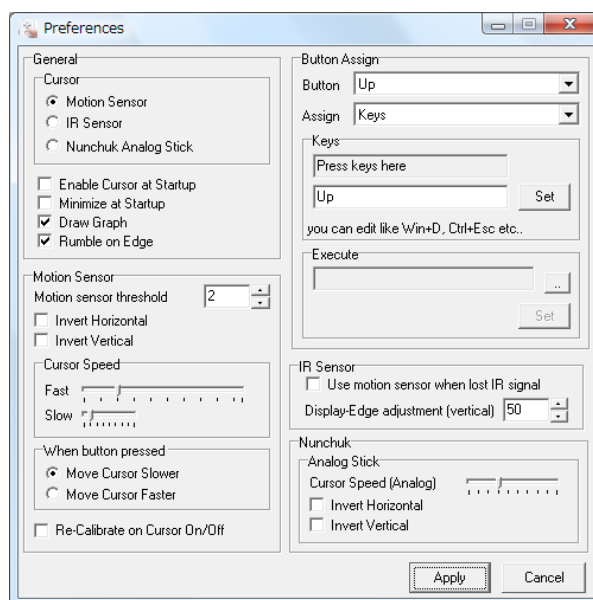 Preferences
General
Cursor
Motion Sensor
IR Sensor
Nunchuk Analog Stick
Enable Cursor at Startup
Minimize at Startup
Draw Graph
Rumble on Edge
Motion Sensor
Motion sensor threshold 2
Invert Horizontal
Invert Vertical
Cursor Speed
Fast
Slow
When button pressed
Move Cursor Slower
Move Cursor Faster
Re-Calibrate on Cursor On/Off
Button Assign
Button Up
Assign Keys
Keys
Press keys here
Up Set
you can edit like Win+D, Ctrl+Esc etc..
Execute
..
Set
IR Sensor
Use motion sensor when lost IR signal
Display-Edge adjustment (vertical) 50
Nunchuk
Analog Stick
Cursor Speed (Analog)
Invert Horizontal
Invert Vertical
Apply Cancel